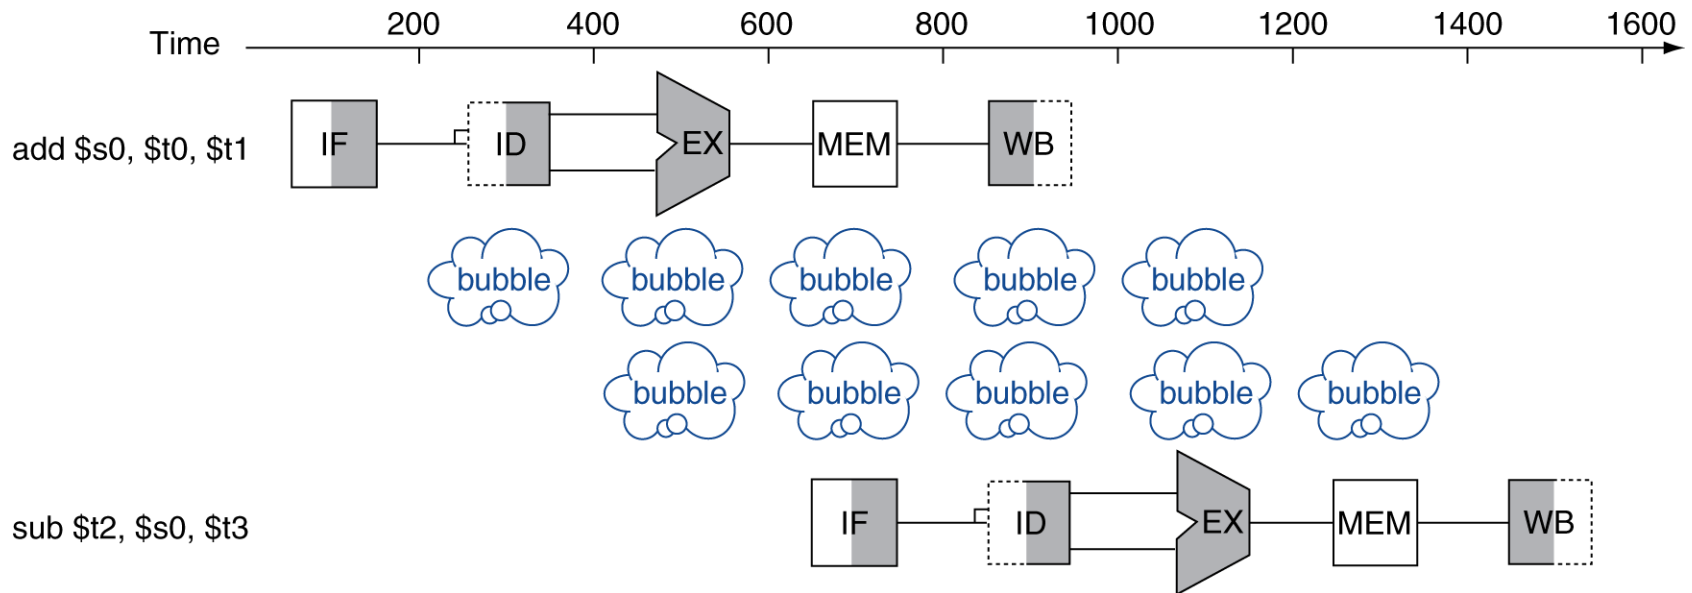 200 400 600 800 1000 1200 1400 1600
Time
add $s0, $t0, $t1 IF ID EX MEM WB
bubble bubble bubble bubble bubble
bubble bubble bubble bubble bubble
sub $t2, $s0, $t3 IF ID EX MEM WB